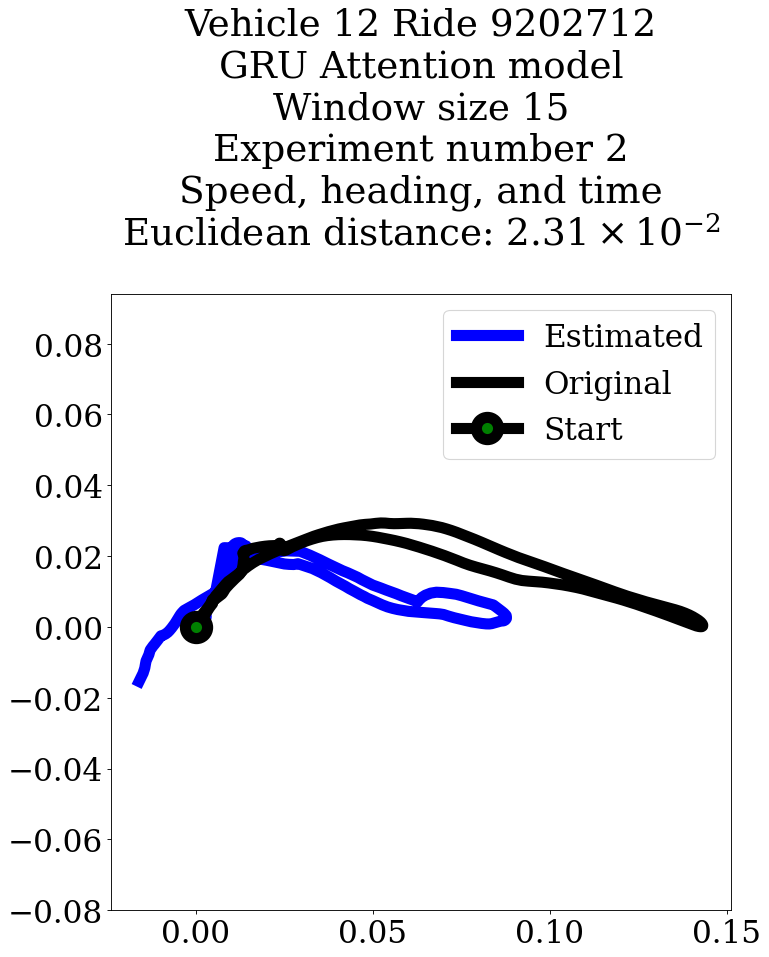 Vehicle 12 Ride 9202712
GRU Attention model
Window size 15
Experiment number 2
Speed, heading, and time
Euclidean distance: 2.31 × 10⁻²
Estimated
Original
Start
0.08
0.06
0.04
0.02
0.00
−0.02
−0.04
−0.06
−0.08
0.00 0.05 0.10 0.15